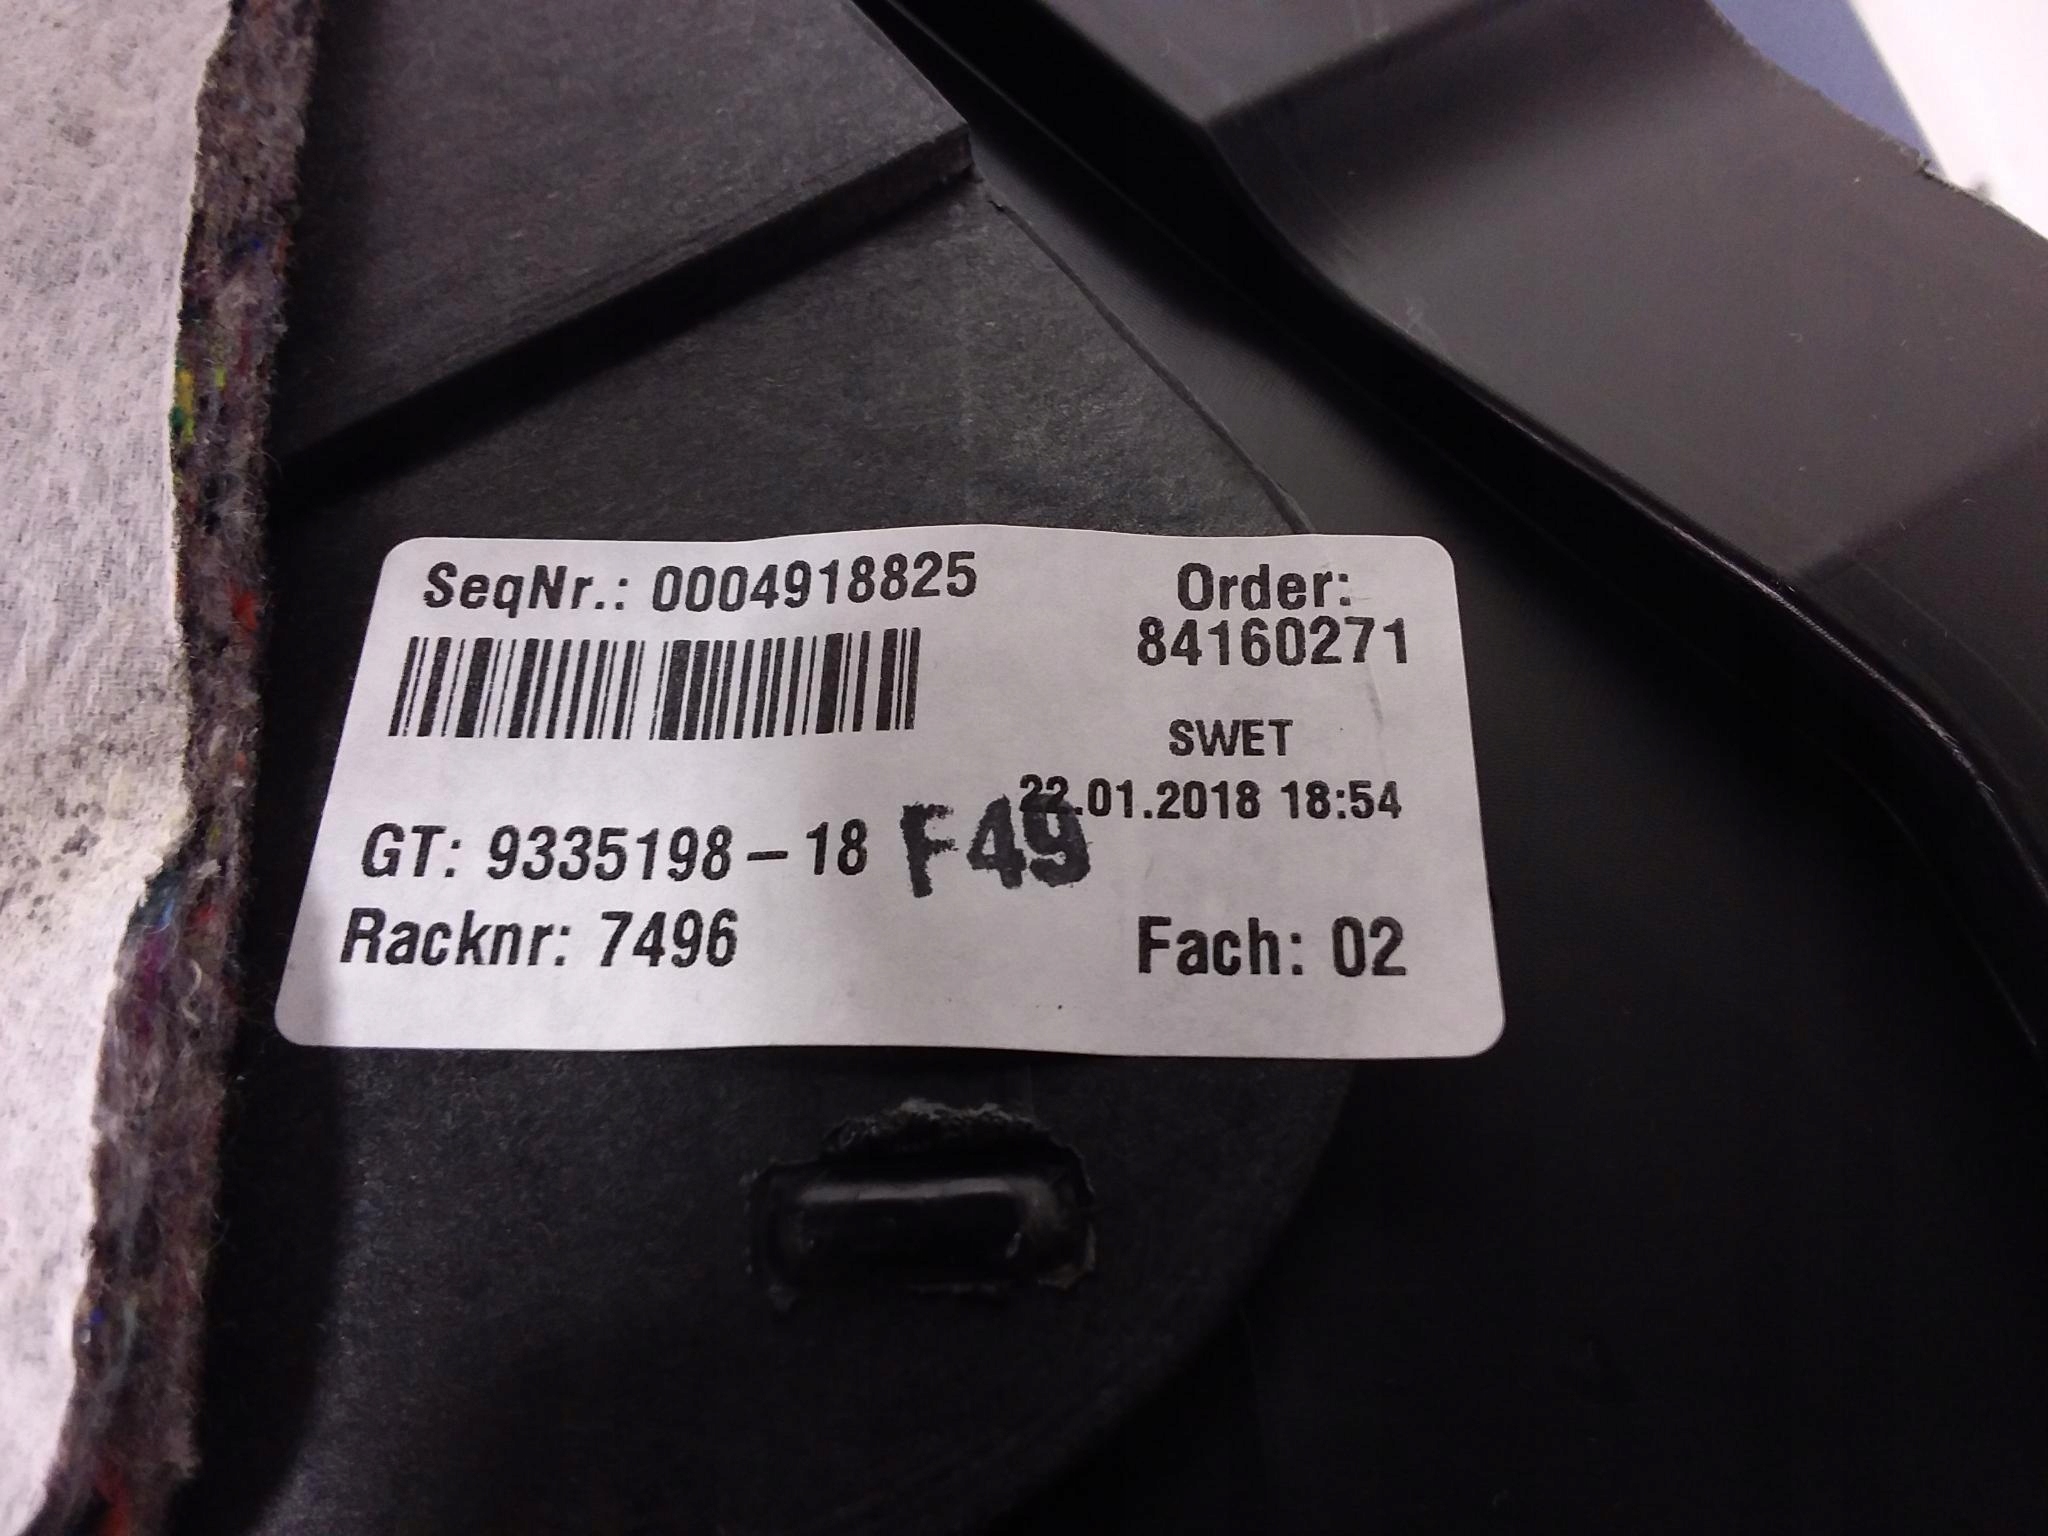 SeqNr.: 0004918825
Order:
84160271
SWET
22.01.2018 18:54
GT: 9335198-18 F49
Racknr: 7496
Fach: 02